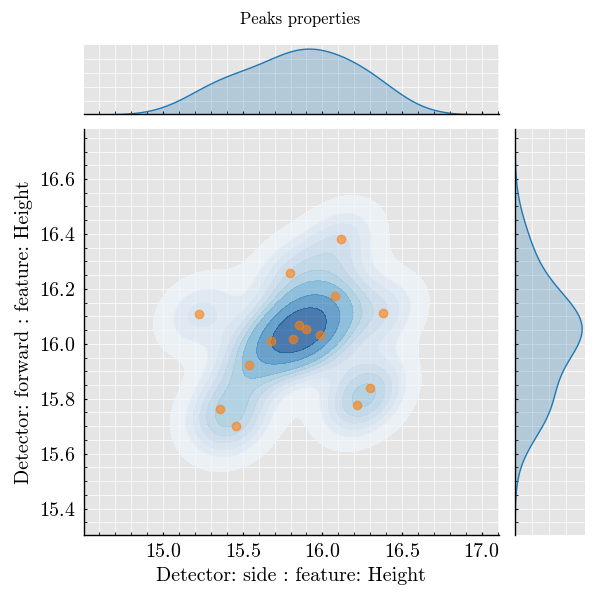 Peaks properties
16.6
16.4
16.2
16.0
15.8
15.6
15.4
Detector: forward : feature: Height
15.0 15.5 16.0 16.5 17.0
Detector: side : feature: Height